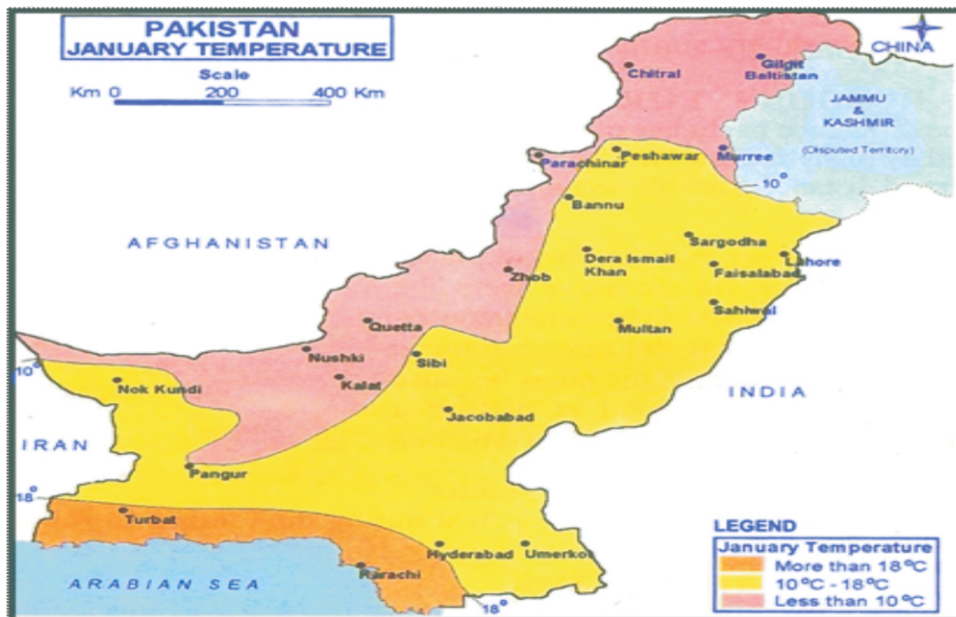 PAKISTAN
JANUARY TEMPERATURE
Scale
Km 0 200 400 Km
CHINA
Chitral
Gilgit
Baltistan
JAMMU
&
KASHMIR
(Disputed Territory)
Parachinar
Peshawar
Murree
10°
Bannu
AFGHANISTAN
Sargodha
Dera Ismail
Khan
Lahore
Faisalabad
Zhob
Sahiwal
Quetta
Multan
Nushki
Sibi
10°
Kalat
Nok Kundi
INDIA
Jacobabad
IRAN
Pangur
18°
Turbat
LEGEND
January Temperature
More than 18°C
10°C - 18°C
Less than 10°C
Hyderabad
Umerkot
Karachi
ARABIAN SEA
18°